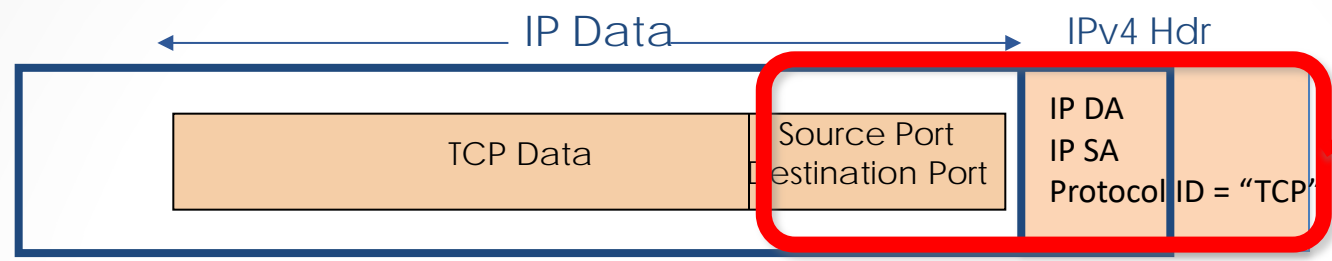 IP Data
IPv4 Hdr
TCP Data
Source Port
Destination Port
IP DA
IP SA
Protocol ID = “TCP”